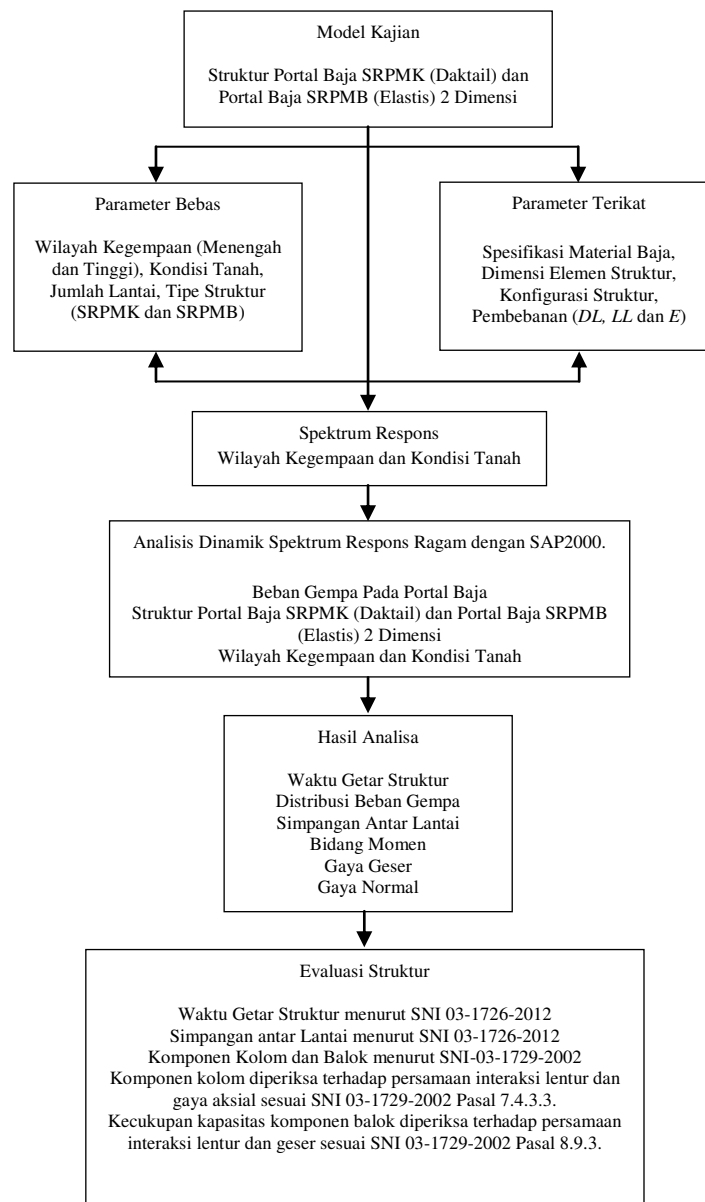 Model Kajian
Struktur Portal Baja SRPMK (Daktail) dan
Portal Baja SRPMB (Elastis) 2 Dimensi
Parameter Bebas
Wilayah Kegempaan (Menengah
dan Tinggi), Kondisi Tanah,
Jumlah Lantai, Tipe Struktur
(SRPMK dan SRPMB)
Parameter Terikat
Spesifikasi Material Baja,
Dimensi Elemen Struktur,
Konfigurasi Struktur,
Pembebanan (DL, LL dan E)
Spektrum Respons
Wilayah Kegempaan dan Kondisi Tanah
Analisis Dinamik Spektrum Respons Ragam dengan SAP2000.
Beban Gempa Pada Portal Baja
Struktur Portal Baja SRPMK (Daktail) dan Portal Baja SRPMB
(Elastis) 2 Dimensi
Wilayah Kegempaan dan Kondisi Tanah
Hasil Analisa
Waktu Getar Struktur
Distribusi Beban Gempa
Simpangan Antar Lantai
Bidang Momen
Gaya Geser
Gaya Normal
Evaluasi Struktur
Waktu Getar Struktur menurut SNI 03-1726-2012
Simpangan antar Lantai menurut SNI 03-1726-2012
Komponen Kolom dan Balok menurut SNI-03-1729-2002
Komponen kolom diperiksa terhadap persamaan interaksi lentur dan
gaya aksial sesuai SNI 03-1729-2002 Pasal 7.4.3.3.
Kecukupan kapasitas komponen balok diperiksa terhadap persamaan
interaksi lentur dan geser sesuai SNI 03-1729-2002 Pasal 8.9.3.